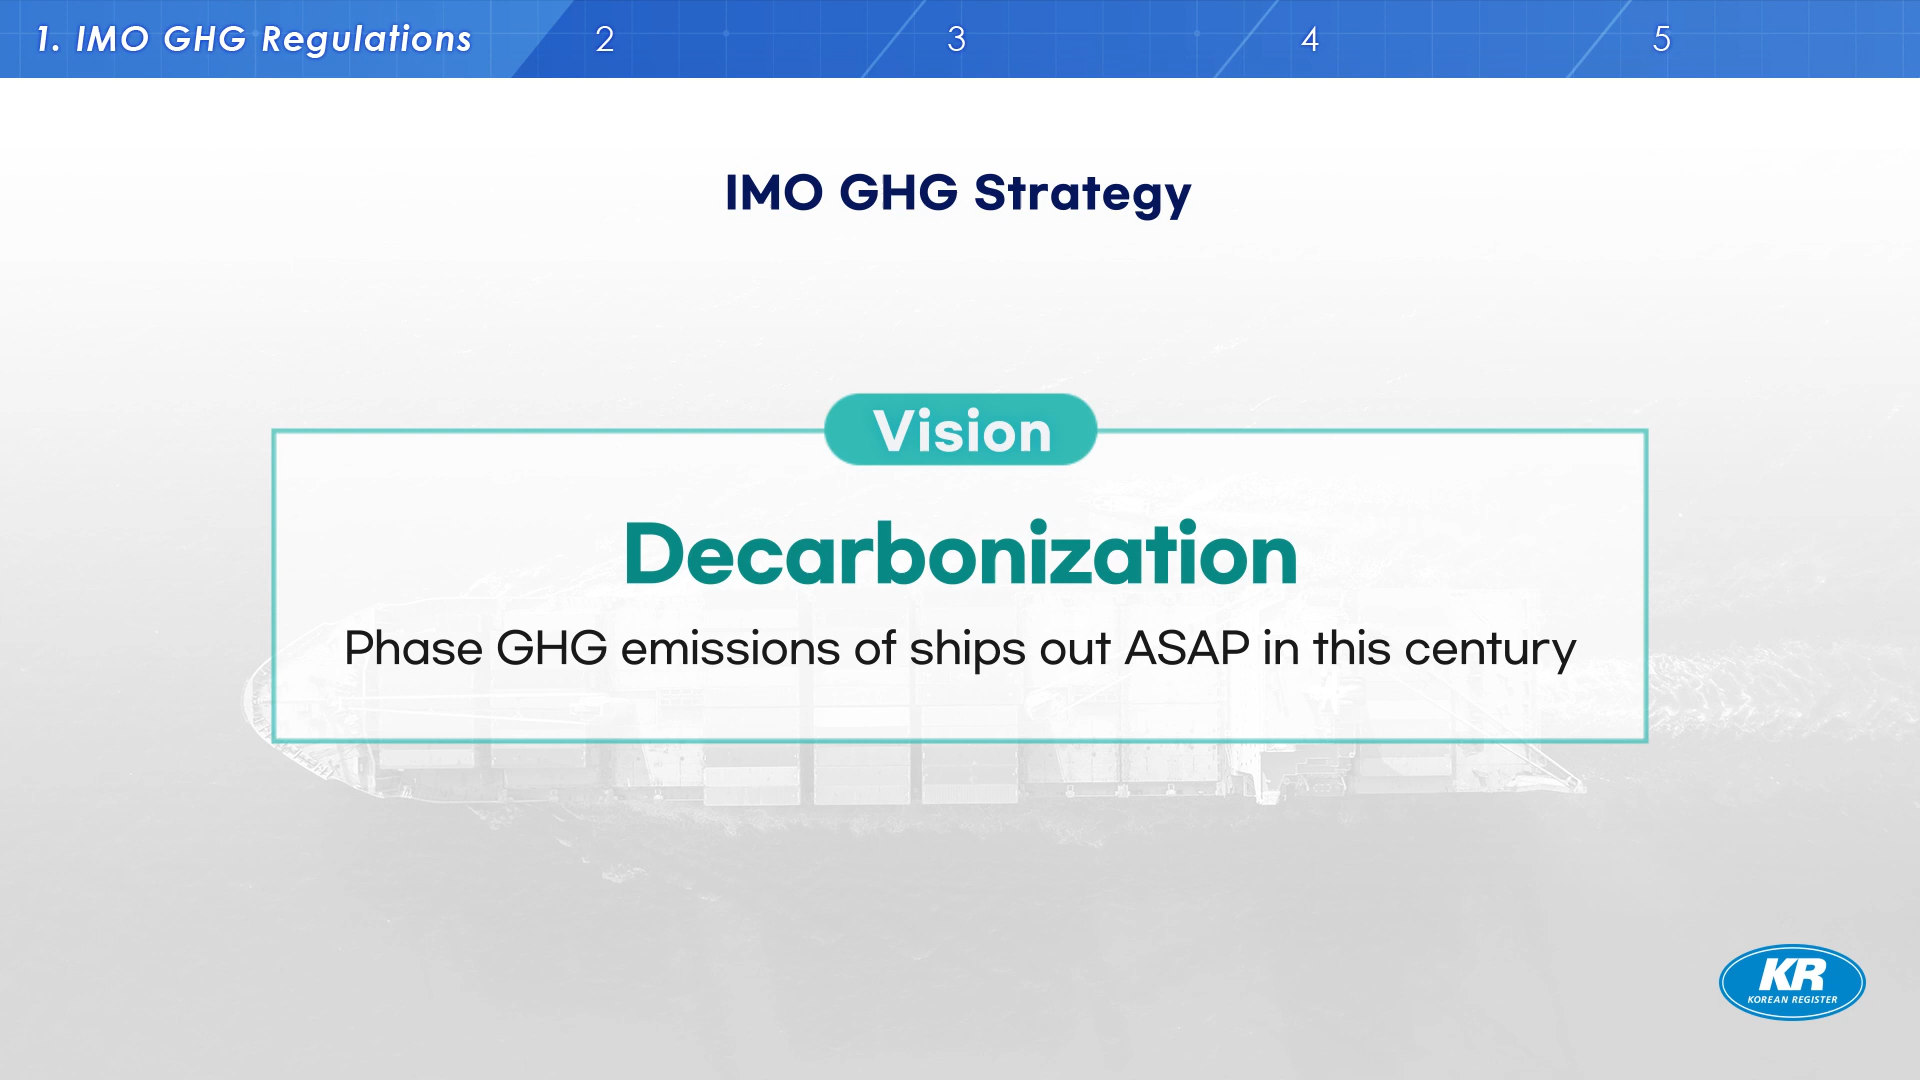 1. IMO GHG Regulations
2
3
4
5
IMO GHG Strategy
Vision
Decarbonization
Phase GHG emissions of ships out ASAP in this century
KR
KOREAN REGISTER